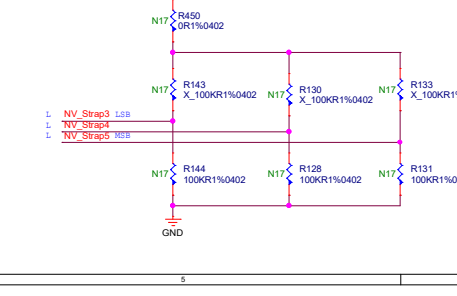 R450
N17
0R1%0402
R143
N17
X_100KR1%0402
R130
N17
X_100KR1%0402
R133
N17
X_100KR1%
L NV_Strap3 LSB
L NV_Strap4
L NV_Strap5 MSB
R144
N17
100KR1%0402
R128
N17
100KR1%0402
R131
N17
100KR1%0
GND
5